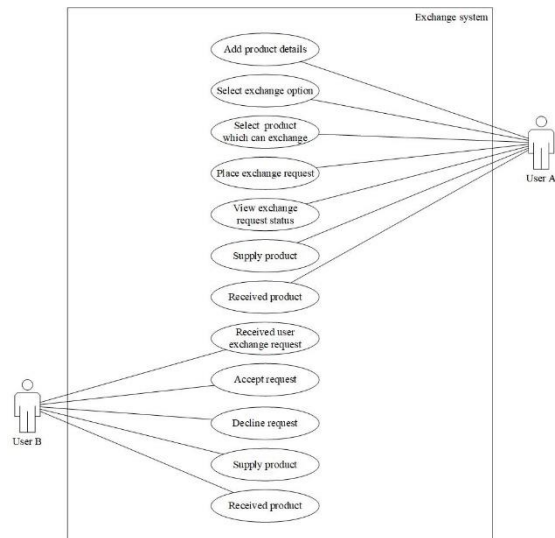 Exchange system
Add product details
Select exchange option
Select product
which can exchange
Place exchange request
View exchange
request status
Supply product
Received product
User A
Received user
exchange request
Accept request
Decline request
Supply product
Received product
User B